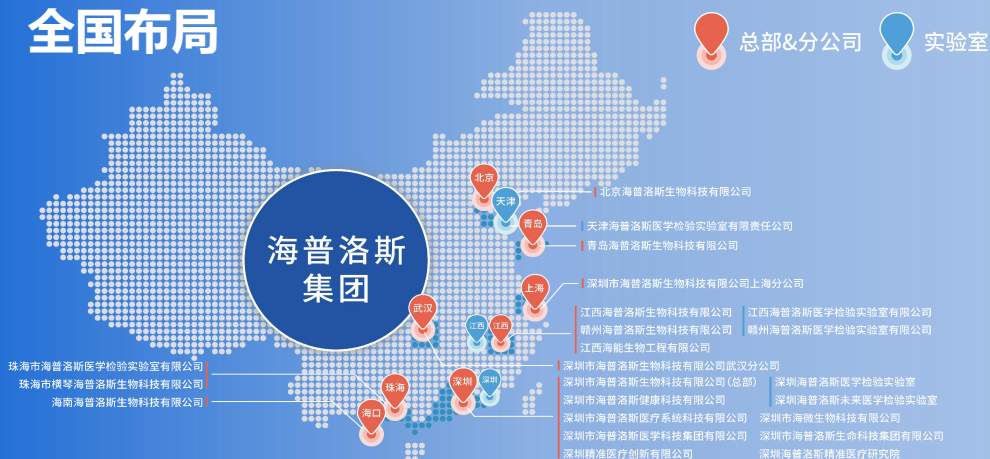 全国布局
总部&分公司
实验室
北京
天津
青岛
上海
武汉
江西
江西
深圳
深圳
珠海
海口
海普洛斯
集团
北京海普洛斯生物科技有限公司
天津海普洛斯医学检验实验室有限责任公司
青岛海普洛斯生物科技有限公司
深圳市海普洛斯生物科技有限公司上海分公司
江西海普洛斯生物科技有限公司
江西海普洛斯医学检验实验室有限公司
赣州海普洛斯生物科技有限公司
赣州海普洛斯医学检验实验室有限公司
江西海能生物工程有限公司
深圳市海普洛斯生物科技有限公司武汉分公司
深圳市海普洛斯生物科技有限公司(总部)
深圳海普洛斯医学检验实验室
深圳市海普洛斯健康科技有限公司
深圳海普洛斯未来医学检验实验室
深圳市海普洛斯医疗系统科技有限公司
深圳市海微生物科技有限公司
深圳市海普洛斯医学科技集团有限公司
深圳市海普洛斯生命科技集团有限公司
深圳精准医疗创新有限公司
深圳海普洛斯精准医疗研究院
珠海市海普洛斯医学检验实验室有限公司
珠海市横琴海普洛斯生物科技有限公司
海南海普洛斯生物科技有限公司